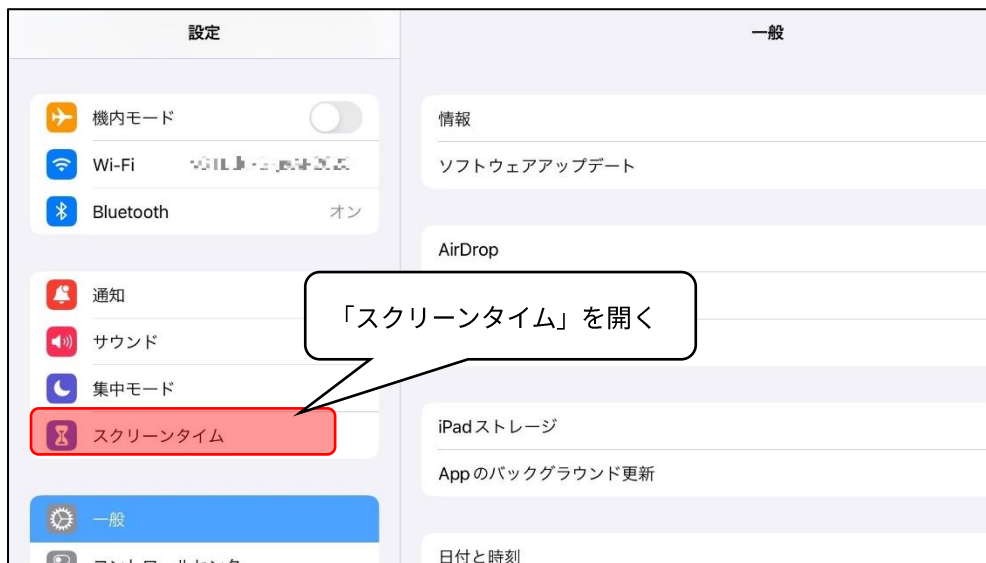 設定
一般
機内モード
Wi-Fi
Bluetooth
オン
通知
サウンド
集中モード
スクリーンタイム
一般
情報
ソフトウェアアップデート
AirDrop
「スクリーンタイム」を開く
iPadストレージ
Appのバックグラウンド更新
日付と時刻